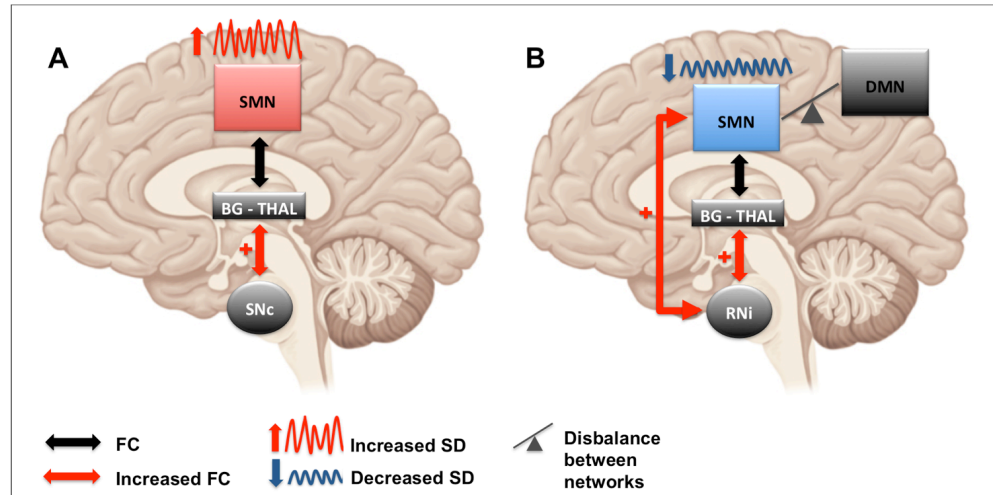 A
SMN
BG - THAL
+
SNc
B
SMN
DMN
+
BG - THAL
+
RNi
FC
Increased FC
Increased SD
Decreased SD
Disbalance
between
networks